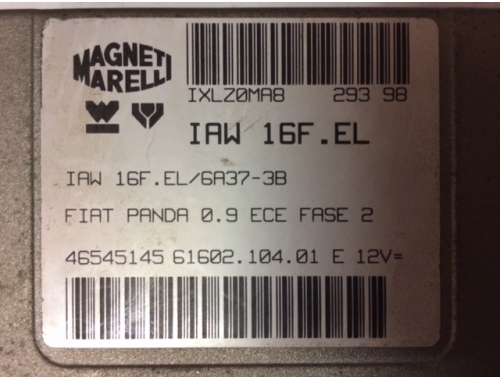 MAGNETI
MARELLI
IXLZ0MA8 293 98
IAW 16F.EL
IAW 16F.EL/6A37-3B
FIAT PANDA 0.9 ECE FASE 2
46545145 61602.104.01 E 12V=